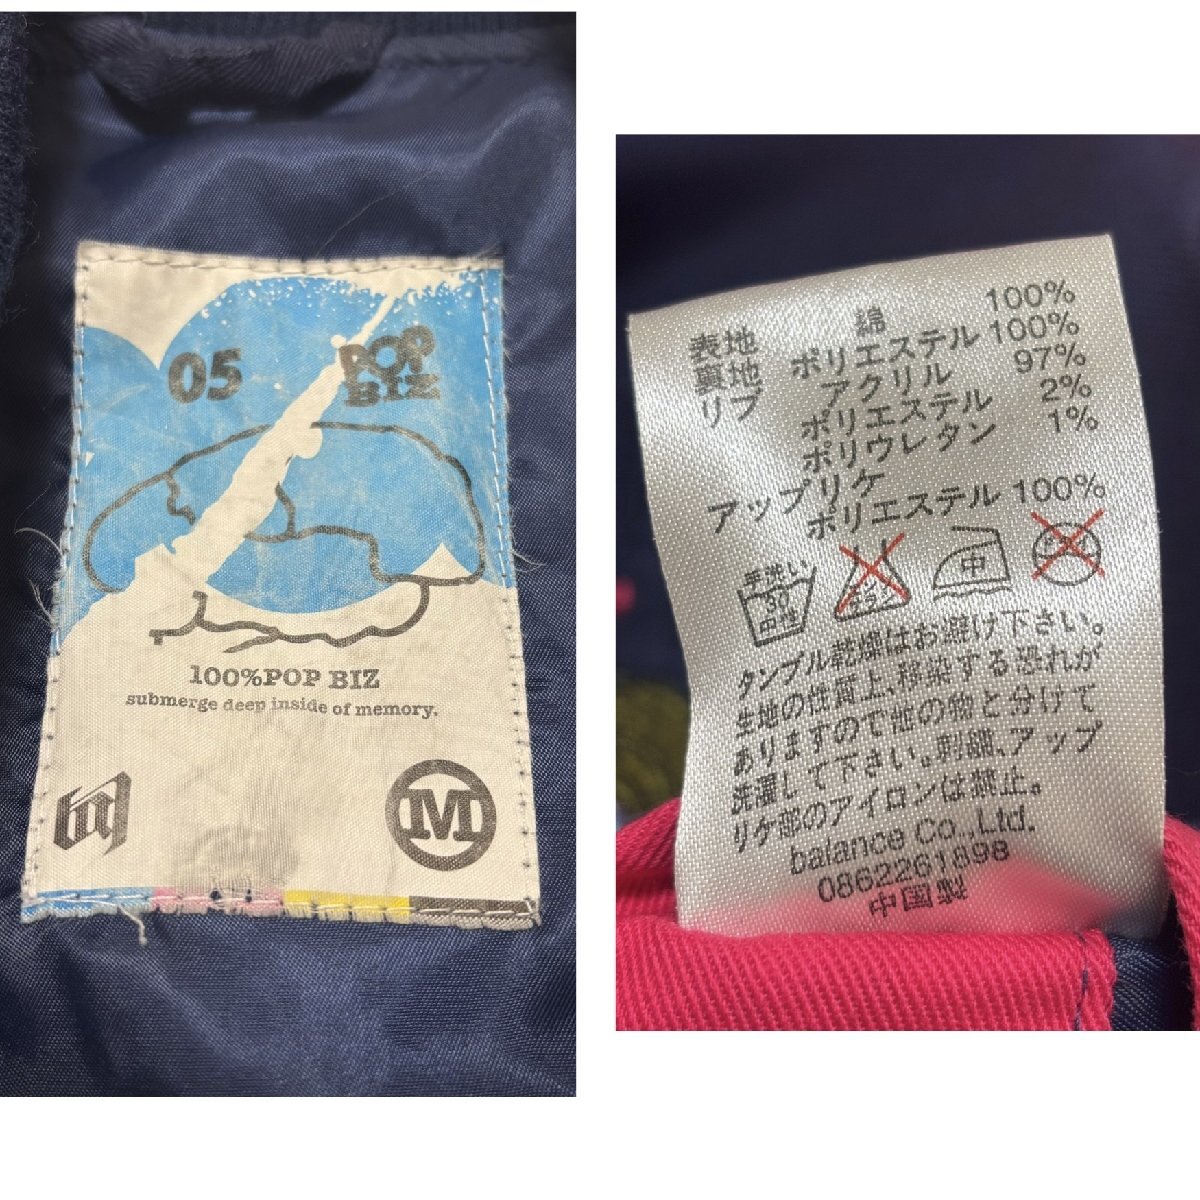 05
POP
BIZ
100%POP BIZ
submerge deep inside of memory.
M
表地 綿 100%
裏地 ポリエステル 100%
リブ アクリル 97%
ポリエステル 2%
ポリウレタン 1%
アップリケ
ポリエステル 100%
手洗い
30
中性
中
タンブル乾燥はお避け下さい。
生地の性質上、移染する恐れが
ありますので他の物と分けて
洗濯して下さい。刺繍、アップ
リケ部のアイロンは禁止。
balance Co.,Ltd.
0862261898
中国製